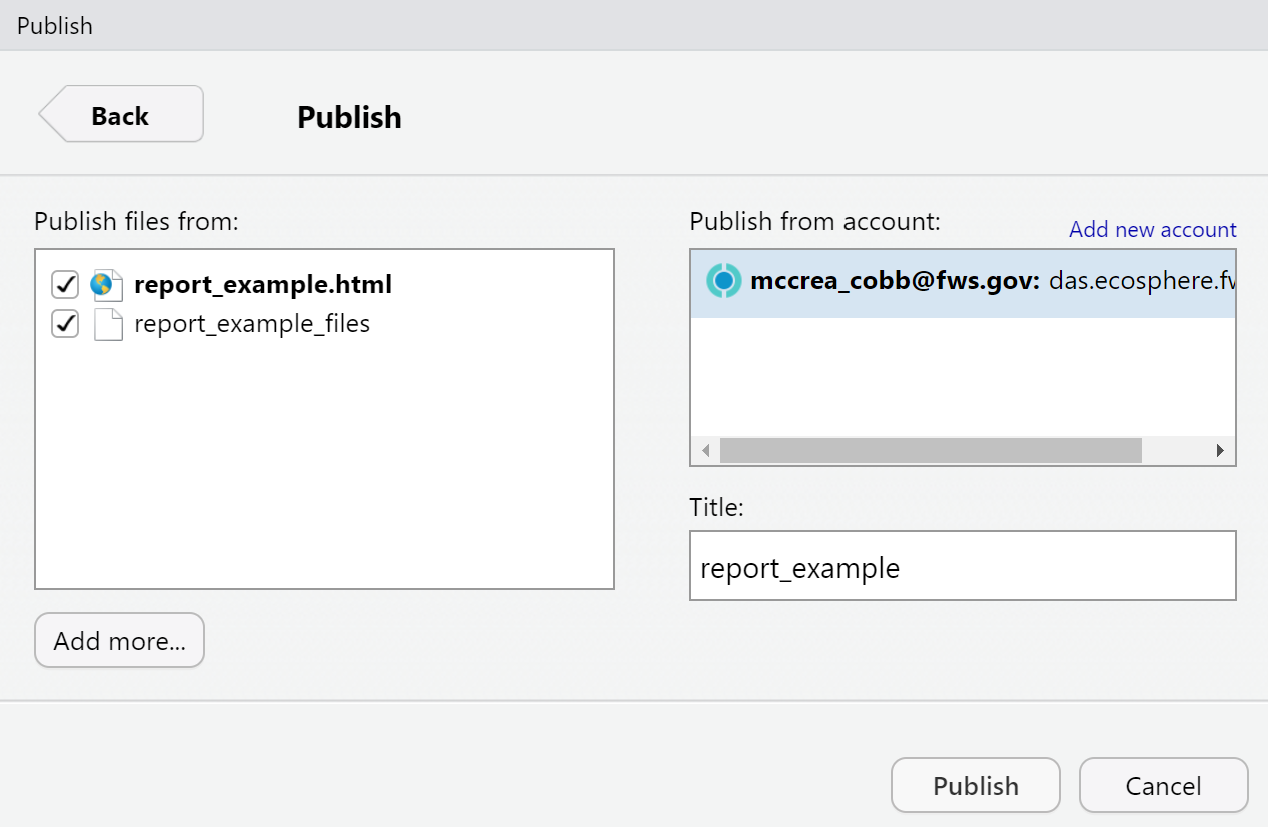 Publish
Back
Publish
Publish files from:
report_example.html
report_example_files
Add more...
Publish from account:
Add new account
mccrea_cobb@fws.gov: das.ecosphere.fw
Title:
report_example
Publish
Cancel